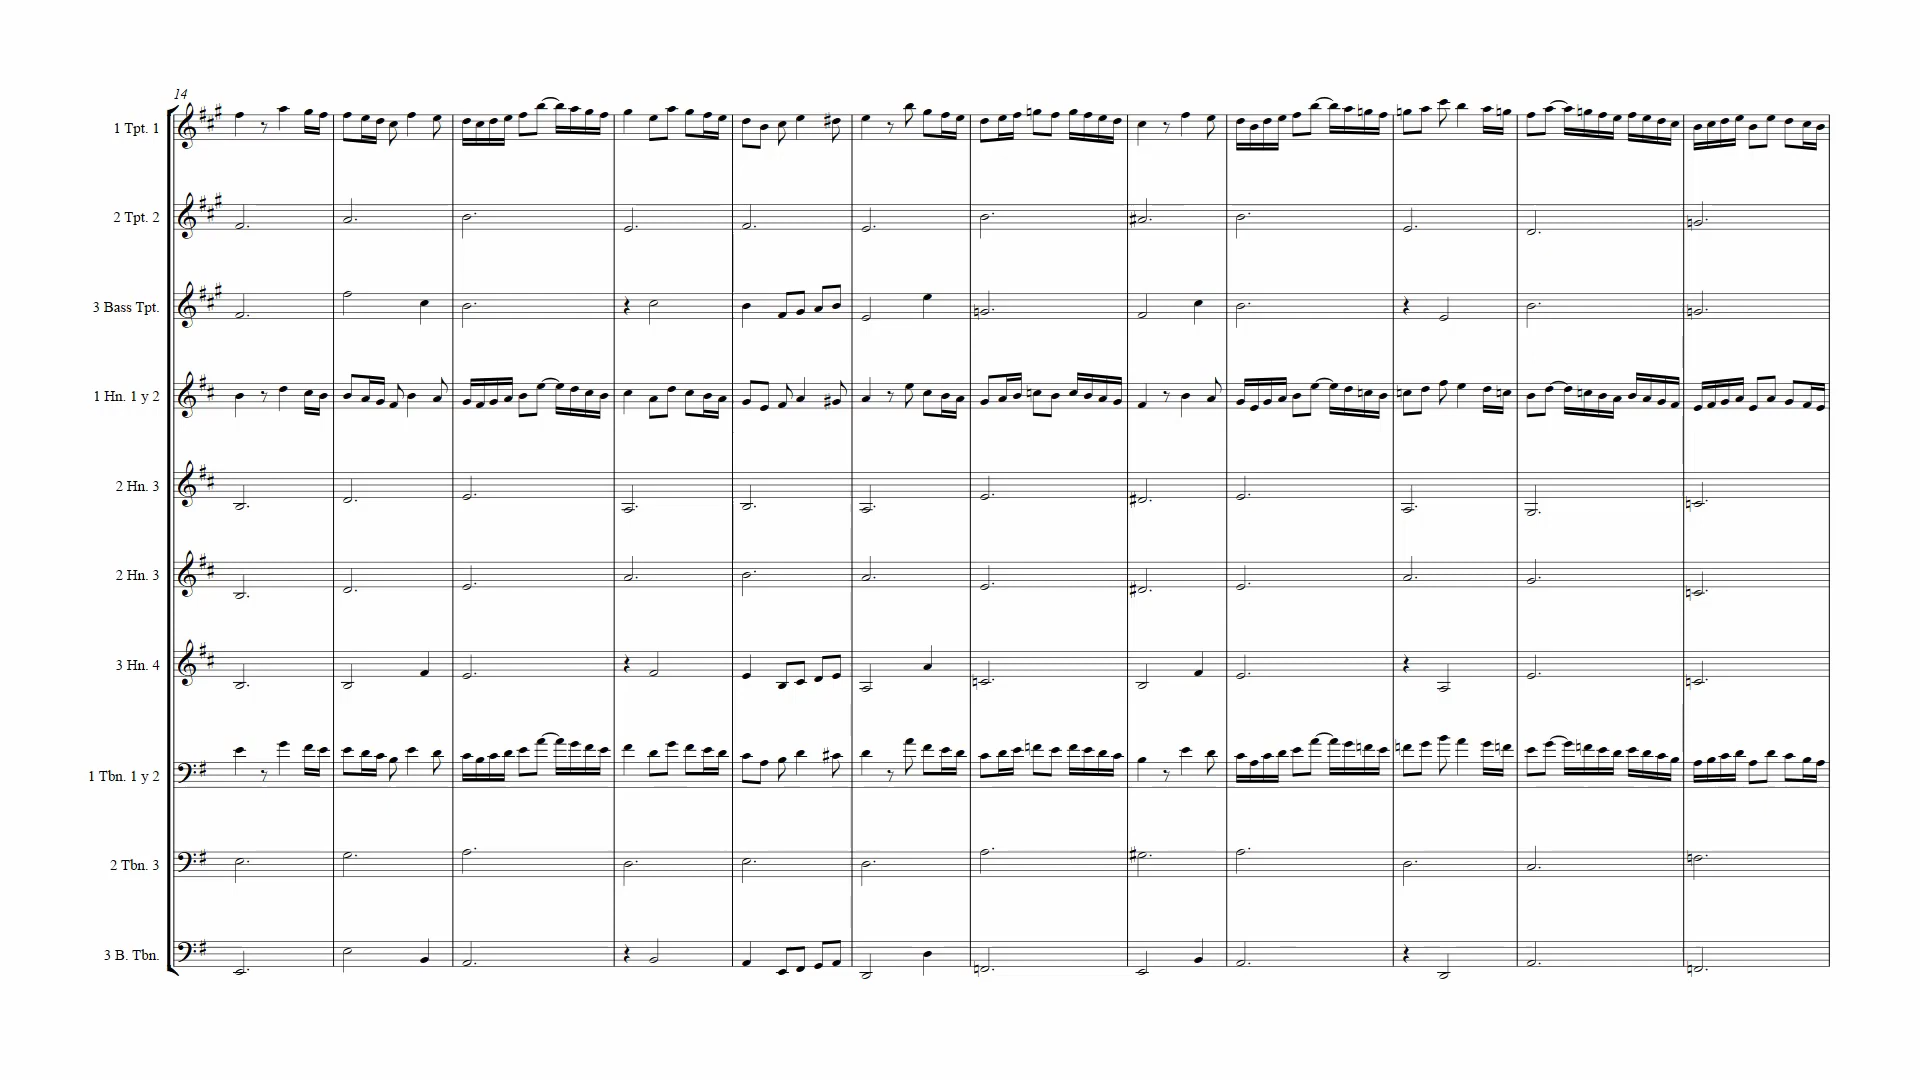 14
1 Tpt. 1
2 Tpt. 2
3 Bass Tpt.
1 Hn. 1 y 2
2 Hn. 3
2 Hn. 3
3 Hn. 4
1 Tbn. 1 y 2
2 Tbn. 3
3 B. Tbn.